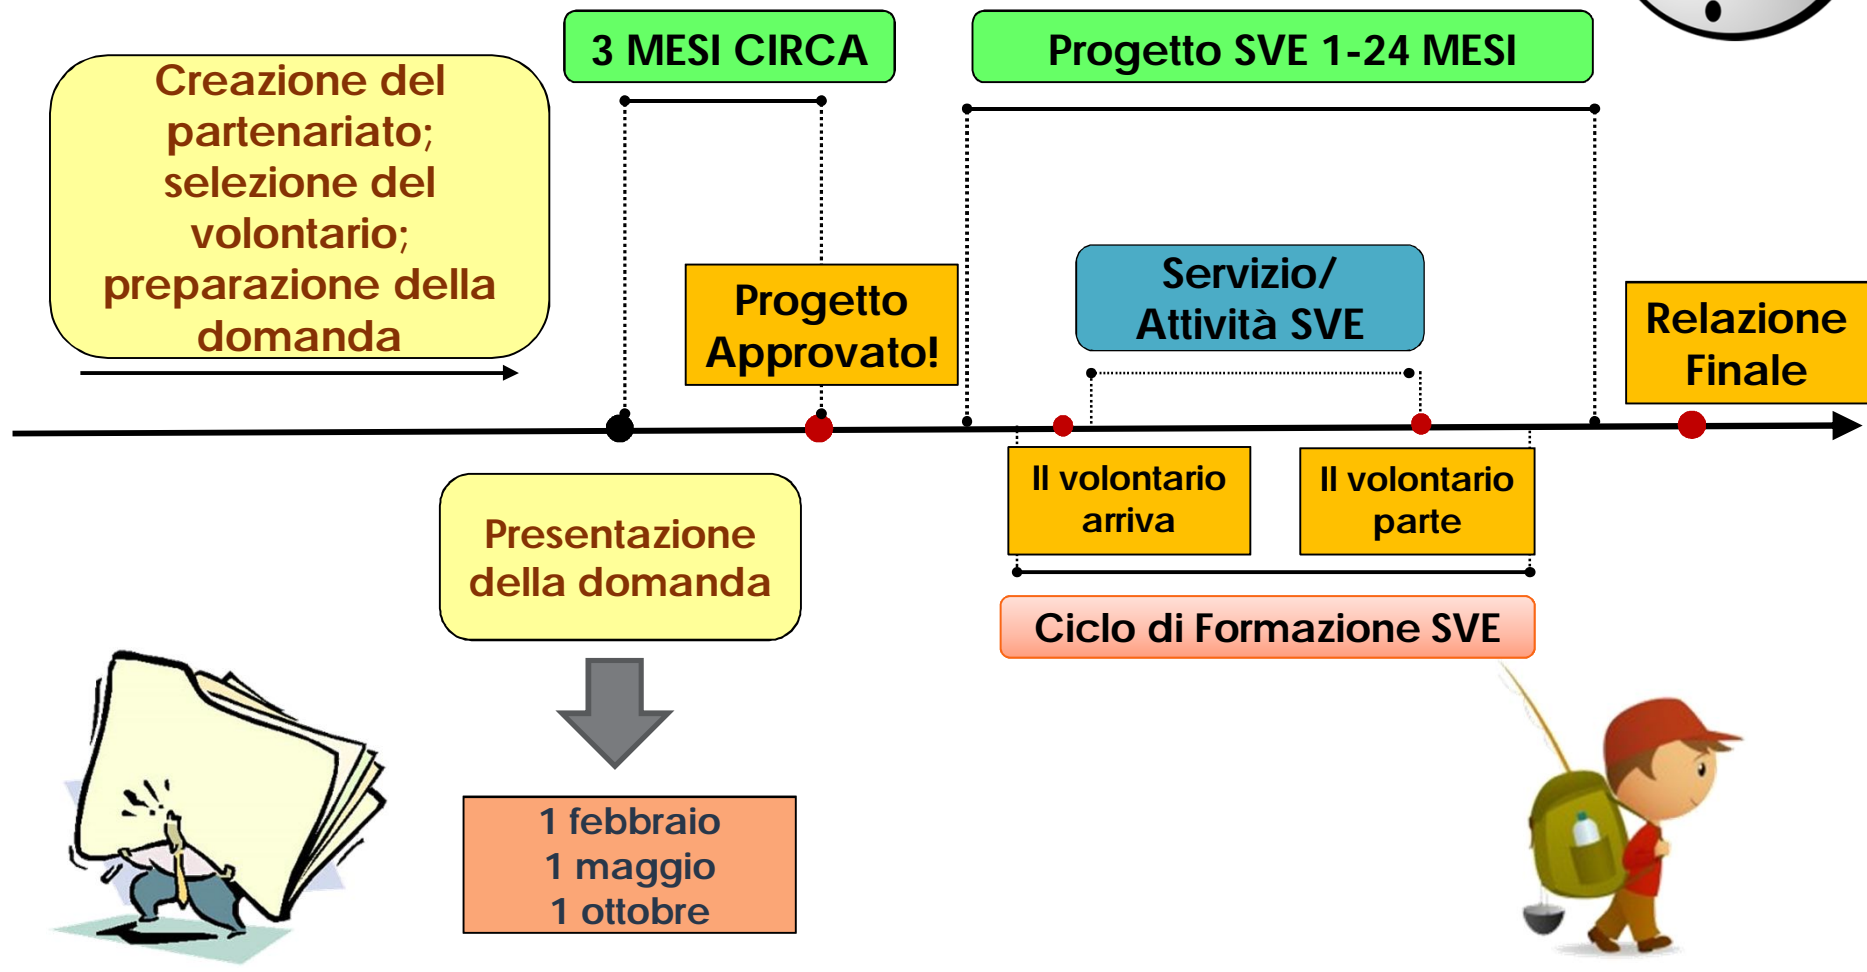 3 MESI CIRCA
Progetto SVE 1-24 MESI
Creazione del
partenariato;
selezione del
volontario;
preparazione della
domanda
Progetto
Approvato!
Servizio/
Attività SVE
Relazione
Finale
Il volontario
arriva
Il volontario
parte
Presentazione
della domanda
Ciclo di Formazione SVE
1 febbraio
1 maggio
1 ottobre